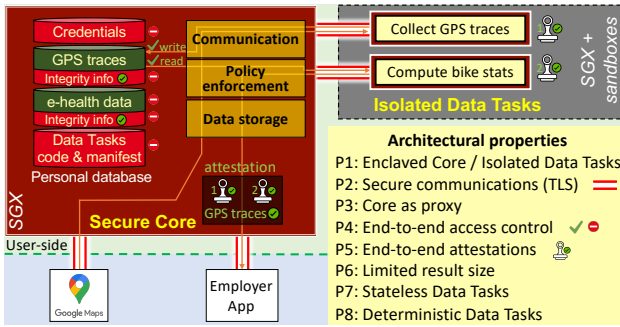 Credentials
GPS traces
Integrity info
e-health data
Integrity info
Data Tasks
code & manifest
Personal database
write
read
Communication
Policy
enforcement
Data storage
attestation
1
2
GPS traces
SGX
Secure Core
Collect GPS traces
1
Compute bike stats
2
Isolated Data Tasks
SGX +
sandboxes
User-side
Google Maps
Employer
App
Architectural properties
P1: Enclaved Core / Isolated Data Tasks
P2: Secure communications (TLS)
P3: Core as proxy
P4: End-to-end access control
P5: End-to-end attestations
P6: Limited result size
P7: Stateless Data Tasks
P8: Deterministic Data Tasks